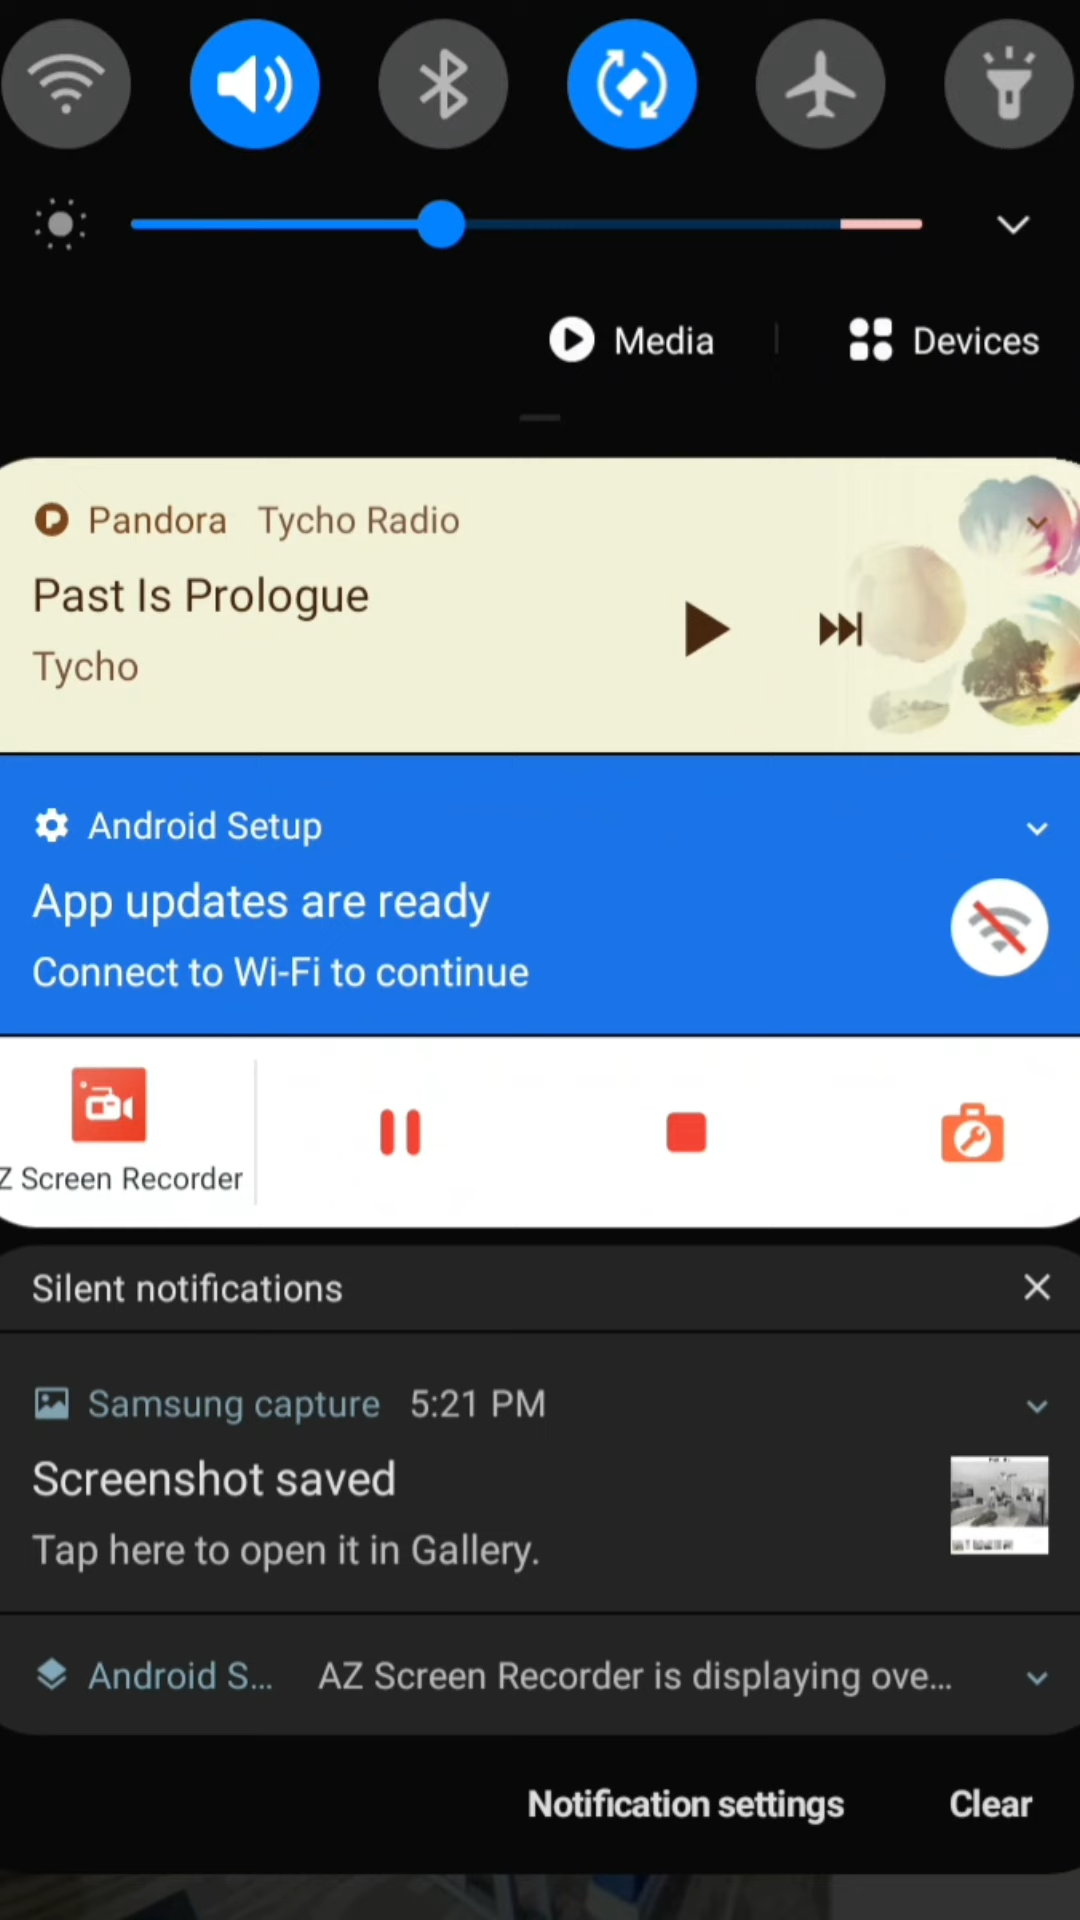 Media
Devices
Pandora Tycho Radio
Past Is Prologue
Tycho
Android Setup
App updates are ready
Connect to Wi-Fi to continue
Z Screen Recorder
Silent notifications
Samsung capture 5:21 PM
Screenshot saved
Tap here to open it in Gallery.
Android S... AZ Screen Recorder is displaying ove...
Notification settings
Clear